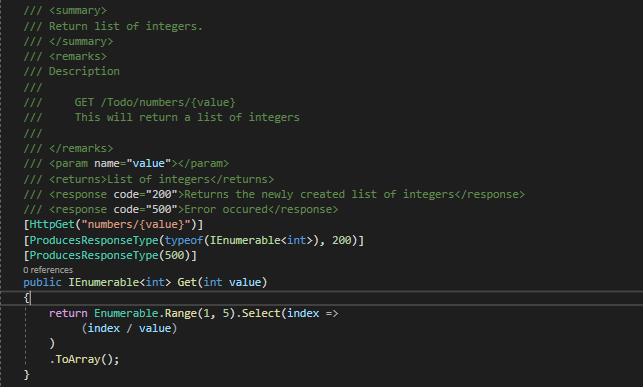 /// <summary>
/// Return list of integers.
/// </summary>
/// <remarks>
/// Description
///
///     GET /Todo/numbers/{value}
///     This will return a list of integers
///
/// </remarks>
/// <param name="value"></param>
/// <returns>List of integers</returns>
/// <response code="200">Returns the newly created list of integers</response>
/// <response code="500">Error occured</response>
[HttpGet("numbers/{value}")]
[ProducesResponseType(typeof(IEnumerable<int>), 200)]
[ProducesResponseType(500)]
0 references
public IEnumerable<int> Get(int value)
{
    return Enumerable.Range(1, 5).Select(index =>
         (index / value)
    )
    .ToArray();
}